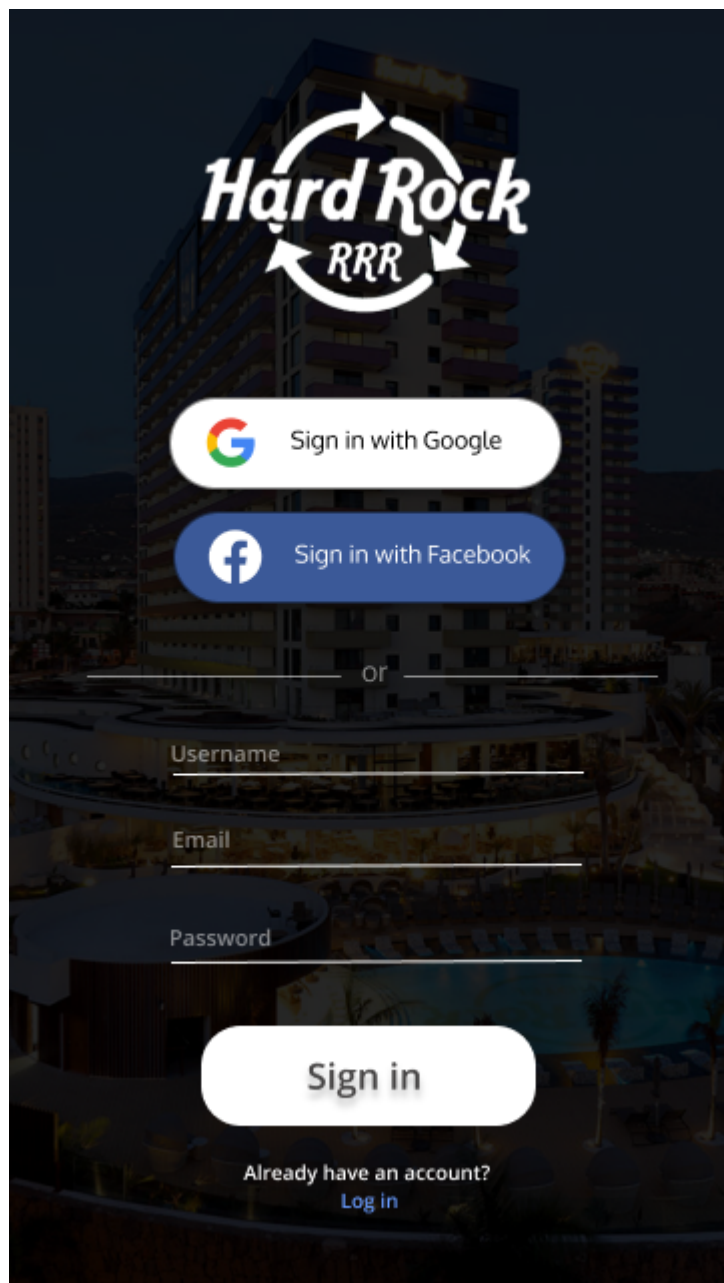 Hard Rock
RRR
Sign in with Google
Sign in with Facebook
or
Username
Email
Password
Sign in
Already have an account?
Log in